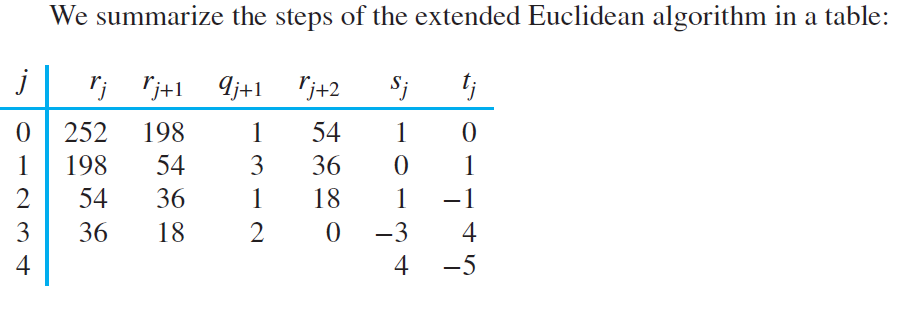 We summarize the steps of the extended Euclidean algorithm in a table:
j r_j r_{j+1} q_{j+1} r_{j+2} s_j t_j
0 252 198 1 54 1 0
1 198 54 3 36 0 1
2 54 36 1 18 1 −1
3 36 18 2 0 −3 4
4 4 −5